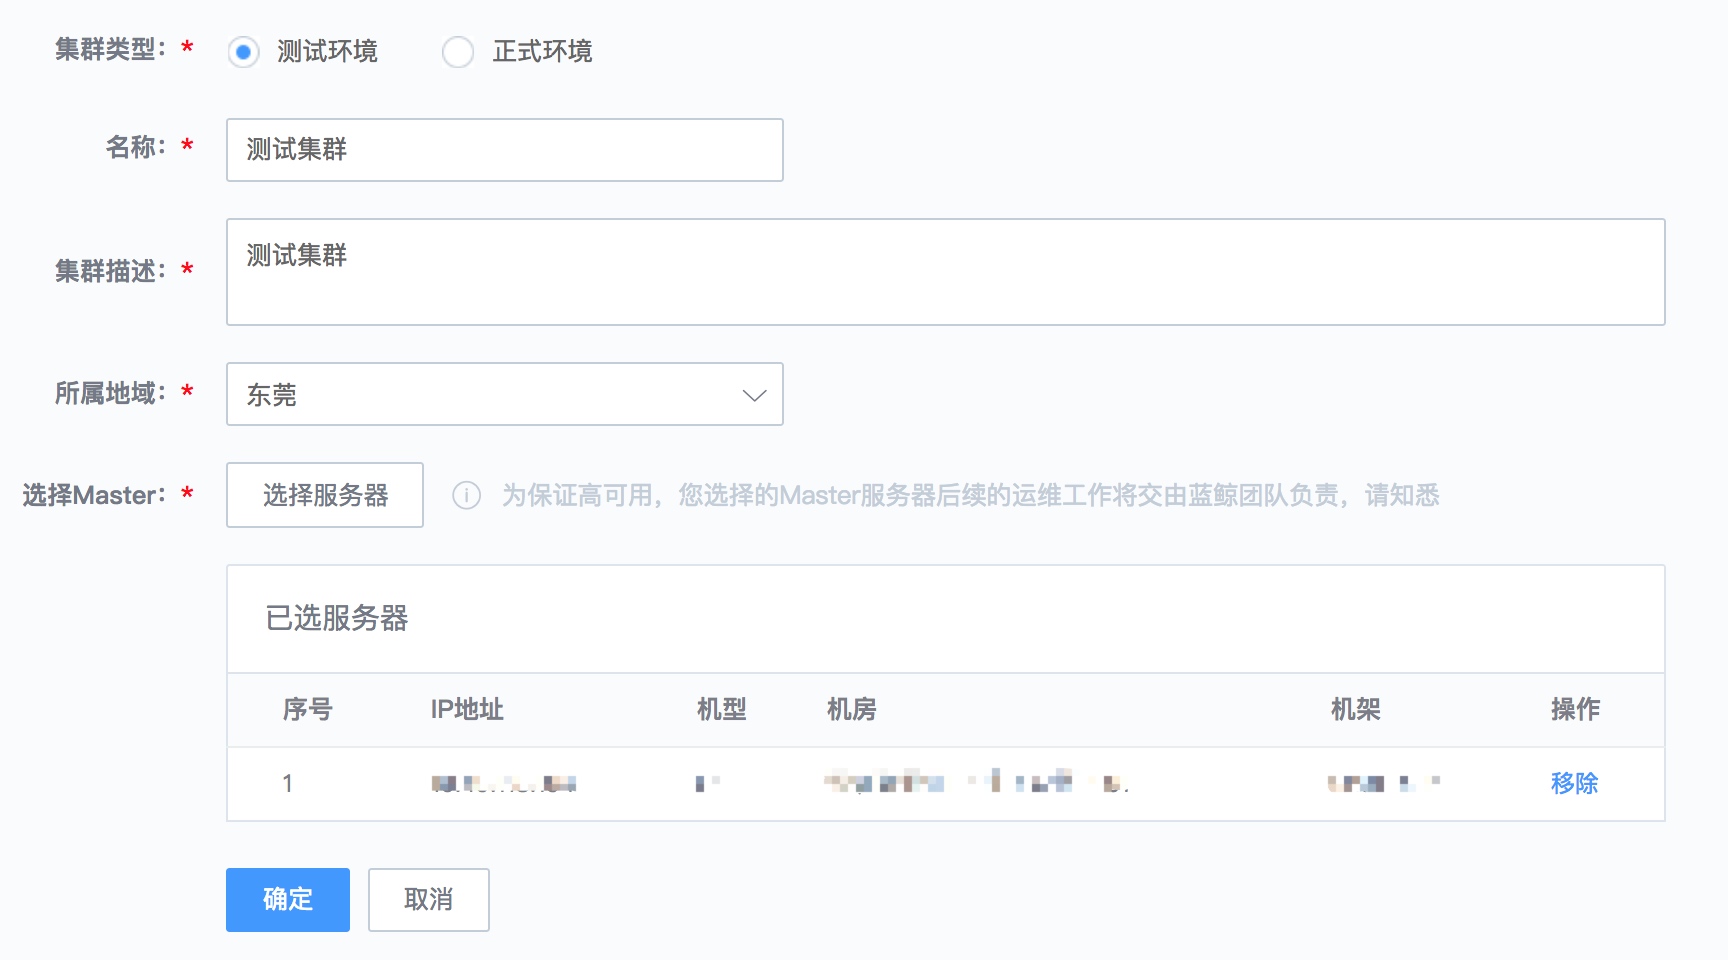 集群类型：* 测试环境 正式环境
名称：* 测试集群
集群描述：* 测试集群
所属地域：* 东莞
选择Master：* 选择服务器 为保证高可用，您选择的Master服务器后续的运维工作将交由蓝鲸团队负责，请知悉
已选服务器
序号 IP地址 机型 机房 机架 操作
1 移除
确定 取消